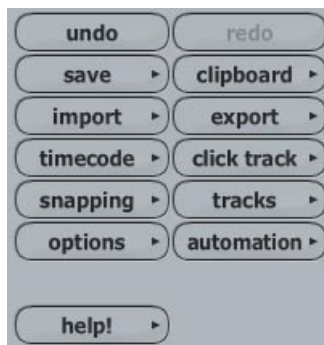 undo redo
save clipboard
import export
timecode click track
snapping tracks
options automation
help!